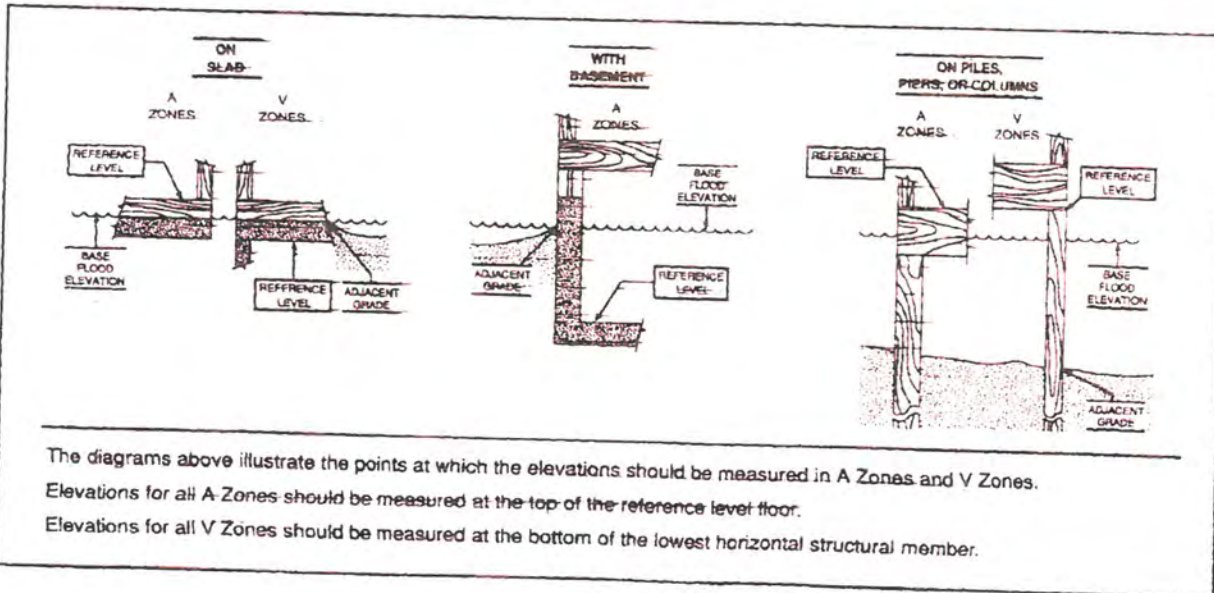 ON
SLAB
A
ZONES
V
ZONES
REFERENCE
LEVEL
BASE
FLOOD
ELEVATION
REFERENCE
LEVEL
ADJACENT
GRADE
WITH
BASEMENT
A
ZONES
BASE
FLOOD
ELEVATION
ADJACENT
GRADE
REFERENCE
LEVEL
ON PILES,
PIERS, OR COLUMNS
A
ZONES
V
ZONES
REFERENCE
LEVEL
REFERENCE
LEVEL
BASE
FLOOD
ELEVATION
ADJACENT
GRADE
The diagrams above illustrate the points at which the elevations should be measured in A Zones and V Zones.
Elevations for all A Zones should be measured at the top of the reference level floor.
Elevations for all V Zones should be measured at the bottom of the lowest horizontal structural member.